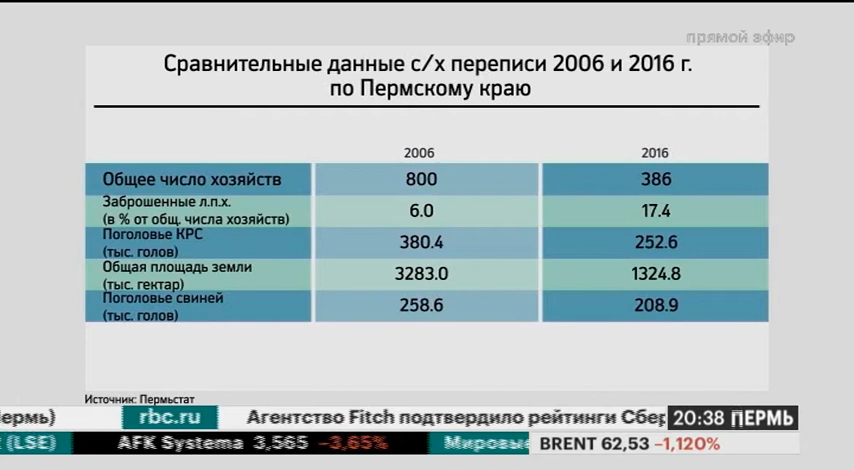 прямой эфир
Сравнительные данные с/х переписи 2006 и 2016 г.
по Пермскому краю
2006 2016
Общее число хозяйств 800 386
Заброшенные л.п.х.
(в % от общ. числа хозяйств) 6.0 17.4
Поголовье КРС
(тыс. голов) 380.4 252.6
Общая площадь земли
(тыс. гектар) 3283.0 1324.8
Поголовье свиней
(тыс. голов) 258.6 208.9
Источник: Пермьстат
ермь) rbc.ru Агентство Fitch подтвердило рейтинги Сбер 20:38 ПЕРМЬ
(LSE) AFK Systema 3,565 -3,65% Мировые BRENT 62,53 -1,120%